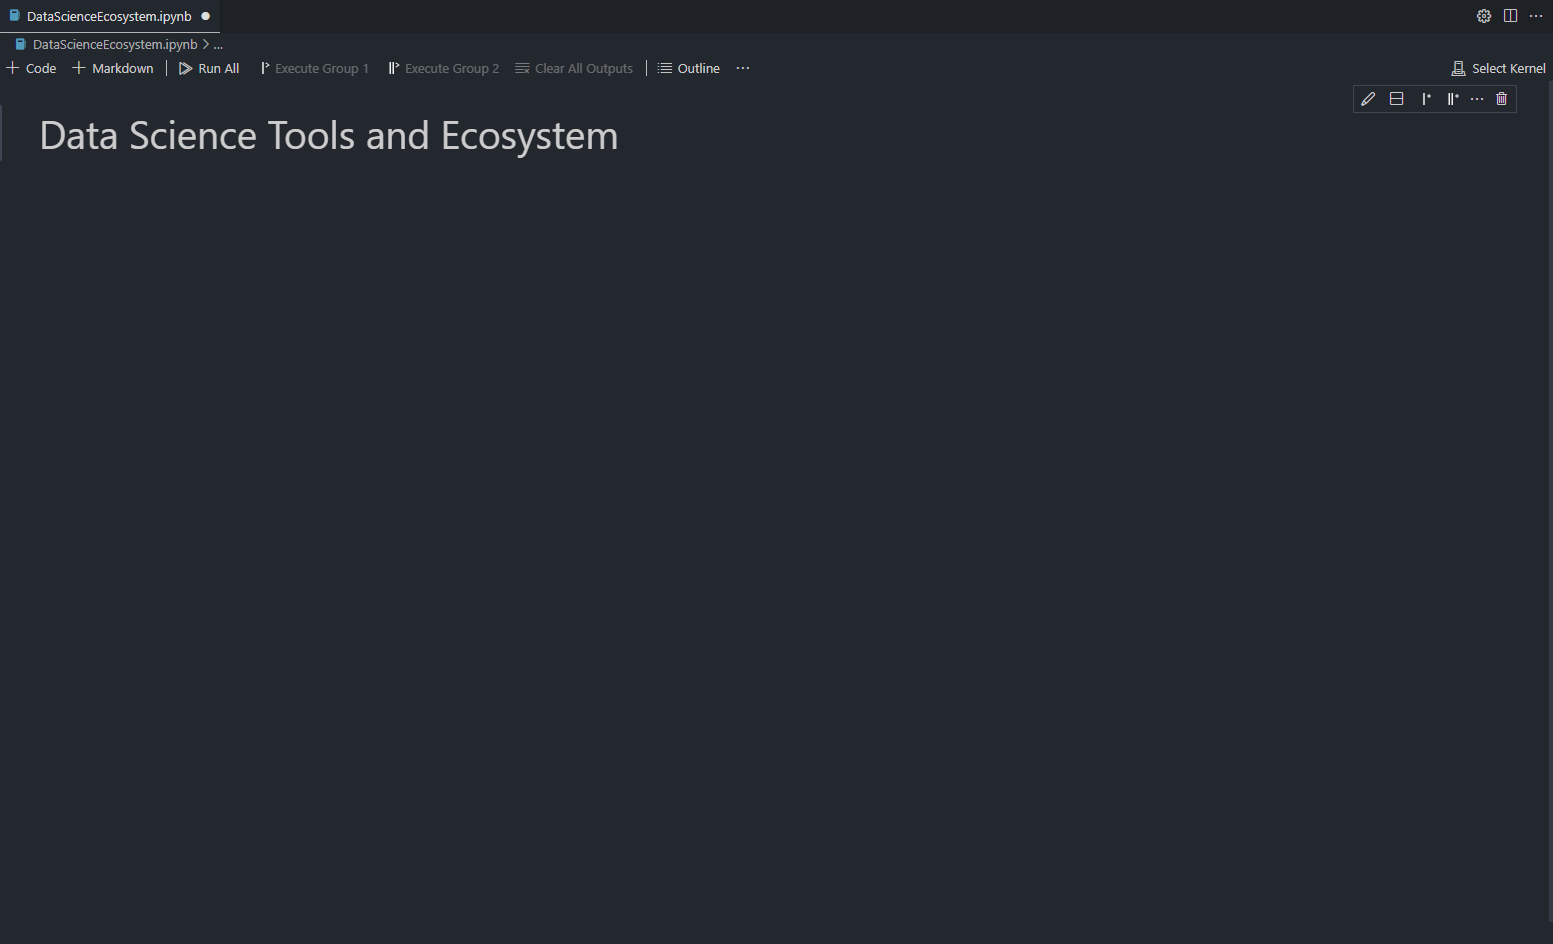 DataScienceEcosystem.ipynb
DataScienceEcosystem.ipynb > ...
Code Markdown Run All Execute Group 1 Execute Group 2 Clear All Outputs Outline ... Select Kernel
Data Science Tools and Ecosystem